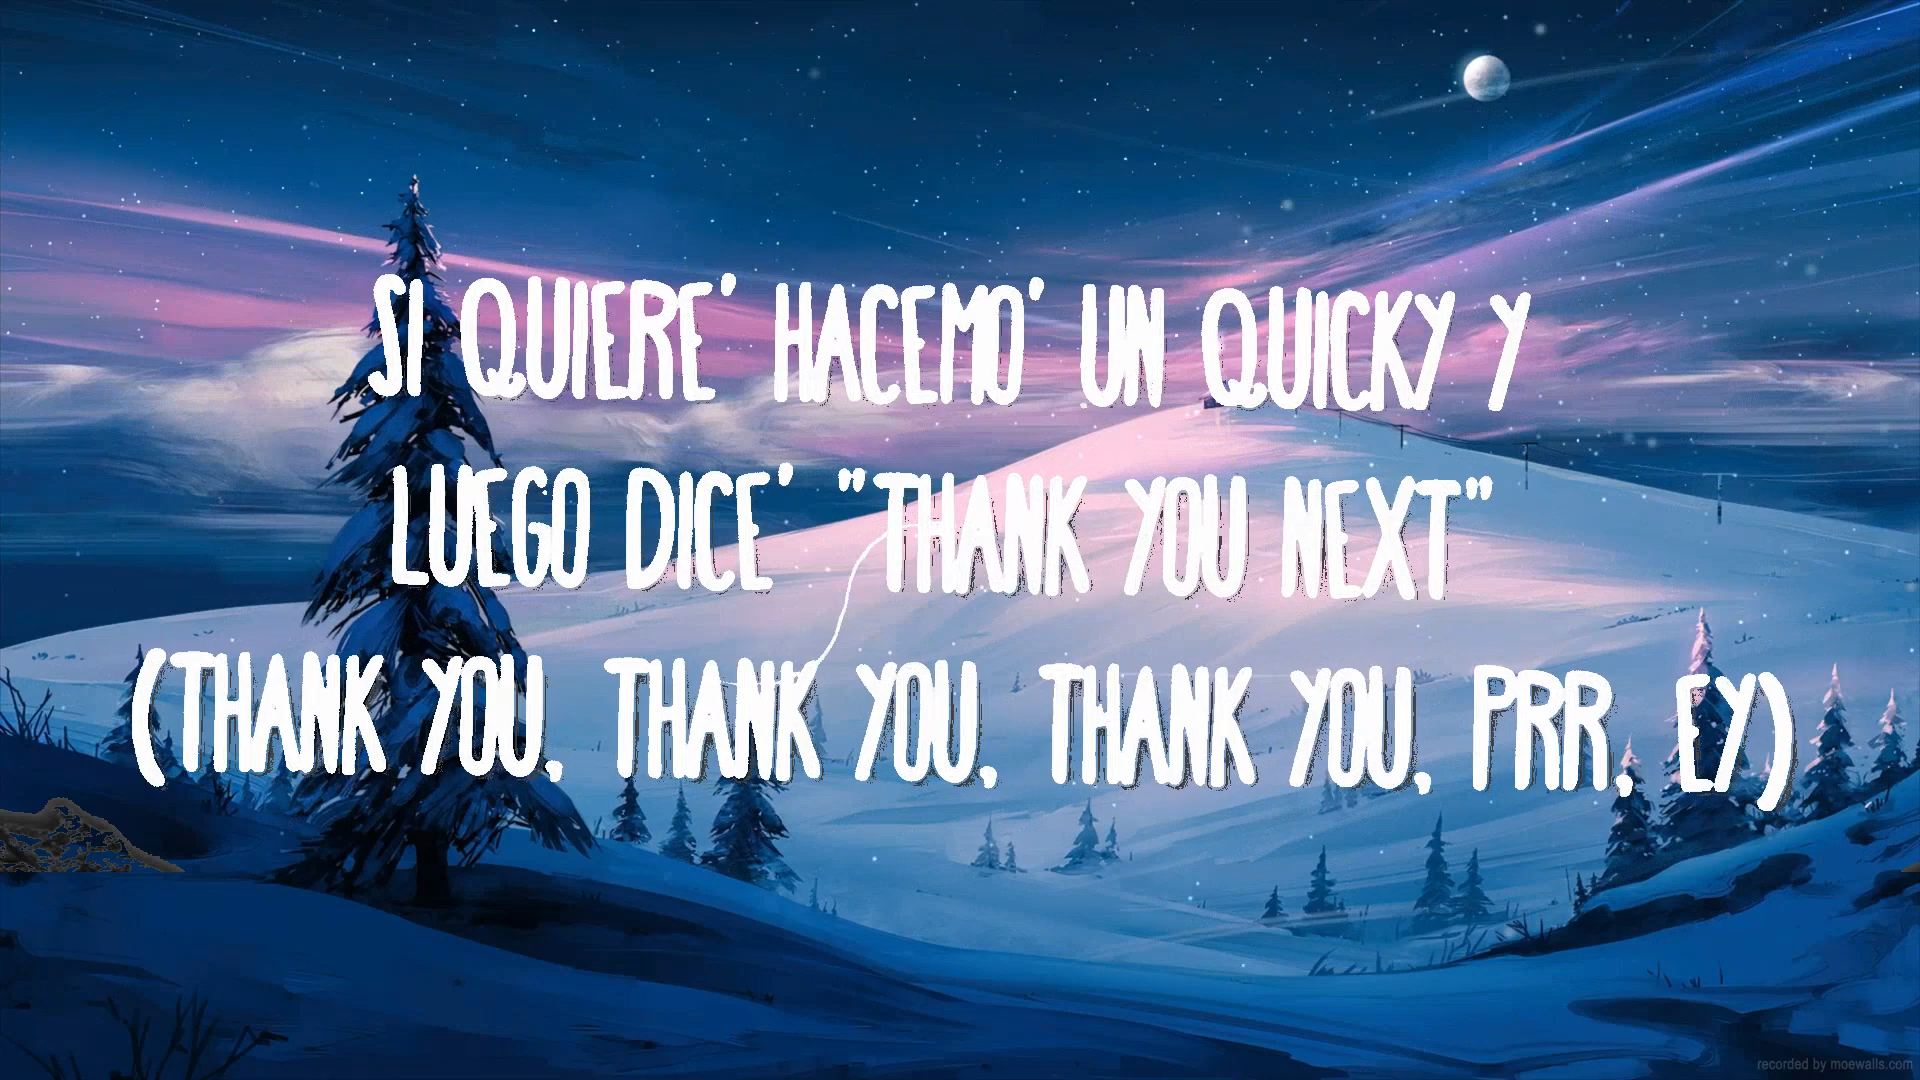 SI QUIERE' HACEMO' UN QUICKY Y
LUEGO DICE' "THANK YOU NEXT"
(THANK YOU, THANK YOU, THANK YOU, PRR, EY)
recorded by moewalls.com